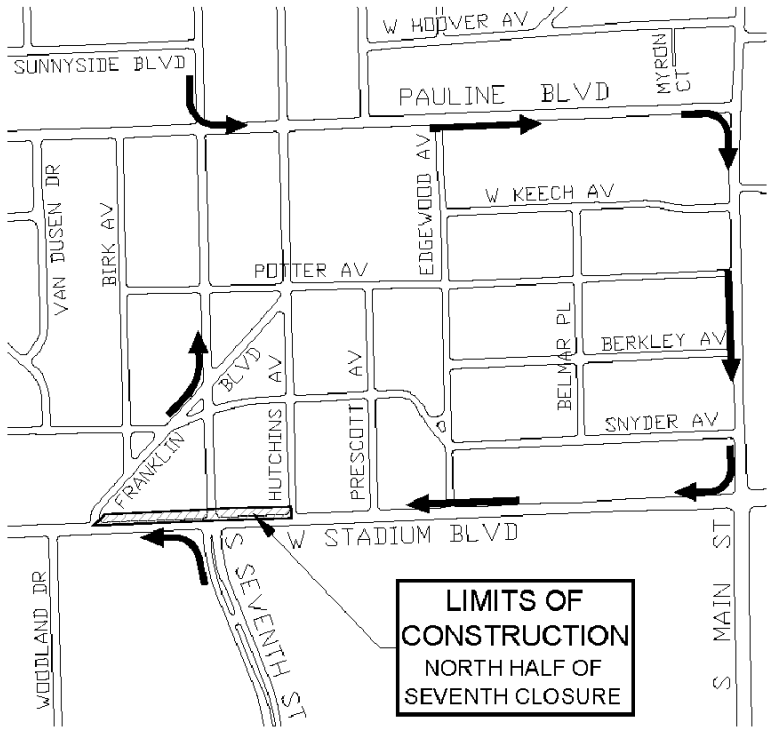 W HOOVER AV
SUNNYSIDE BLVD
MYRON
CT
PAULINE BLVD
VAN DUSEN DR
BIRK AV
EDGEWOOD AV
W KEECH AV
POTTER AV
BELMAR PL
BERKLEY AV
FRANKLIN BLVD
HUTCHINS AV
PRESCOTT AV
SNYDER AV
W STADIUM BLVD
S SEVENTH ST
WOODLAND DR
S MAIN ST
LIMITS OF
CONSTRUCTION
NORTH HALF OF
SEVENTH CLOSURE